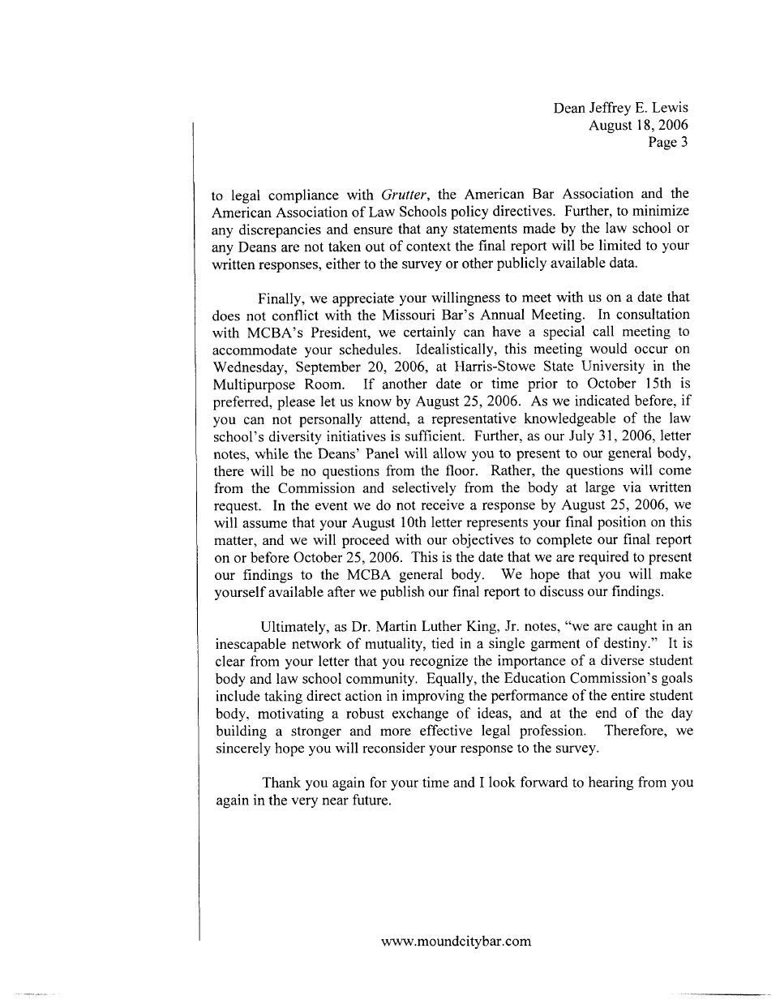 Dean Jeffrey E. Lewis
August 18, 2006
Page 3
to legal compliance with Grutter, the American Bar Association and the
American Association of Law Schools policy directives. Further, to minimize
any discrepancies and ensure that any statements made by the law school or
any Deans are not taken out of context the final report will be limited to your
written responses, either to the survey or other publicly available data.
Finally, we appreciate your willingness to meet with us on a date that
does not conflict with the Missouri Bar's Annual Meeting. In consultation
with MCBA's President, we certainly can have a special call meeting to
accommodate your schedules. Idealistically, this meeting would occur on
Wednesday, September 20, 2006, at Harris-Stowe State University in the
Multipurpose Room. If another date or time prior to October 15th is
preferred, please let us know by August 25, 2006. As we indicated before, if
you can not personally attend, a representative knowledgeable of the law
school's diversity initiatives is sufficient. Further, as our July 31, 2006, letter
notes, while the Deans' Panel will allow you to present to our general body,
there will be no questions from the floor. Rather, the questions will come
from the Commission and selectively from the body at large via written
request. In the event we do not receive a response by August 25, 2006, we
will assume that your August 10th letter represents your final position on this
matter, and we will proceed with our objectives to complete our final report
on or before October 25, 2006. This is the date that we are required to present
our findings to the MCBA general body. We hope that you will make
yourself available after we publish our final report to discuss our findings.
Ultimately, as Dr. Martin Luther King, Jr. notes, “we are caught in an
inescapable network of mutuality, tied in a single garment of destiny.” It is
clear from your letter that you recognize the importance of a diverse student
body and law school community. Equally, the Education Commission's goals
include taking direct action in improving the performance of the entire student
body, motivating a robust exchange of ideas, and at the end of the day
building a stronger and more effective legal profession. Therefore, we
sincerely hope you will reconsider your response to the survey.
Thank you again for your time and I look forward to hearing from you
again in the very near future.
www.moundcitybar.com